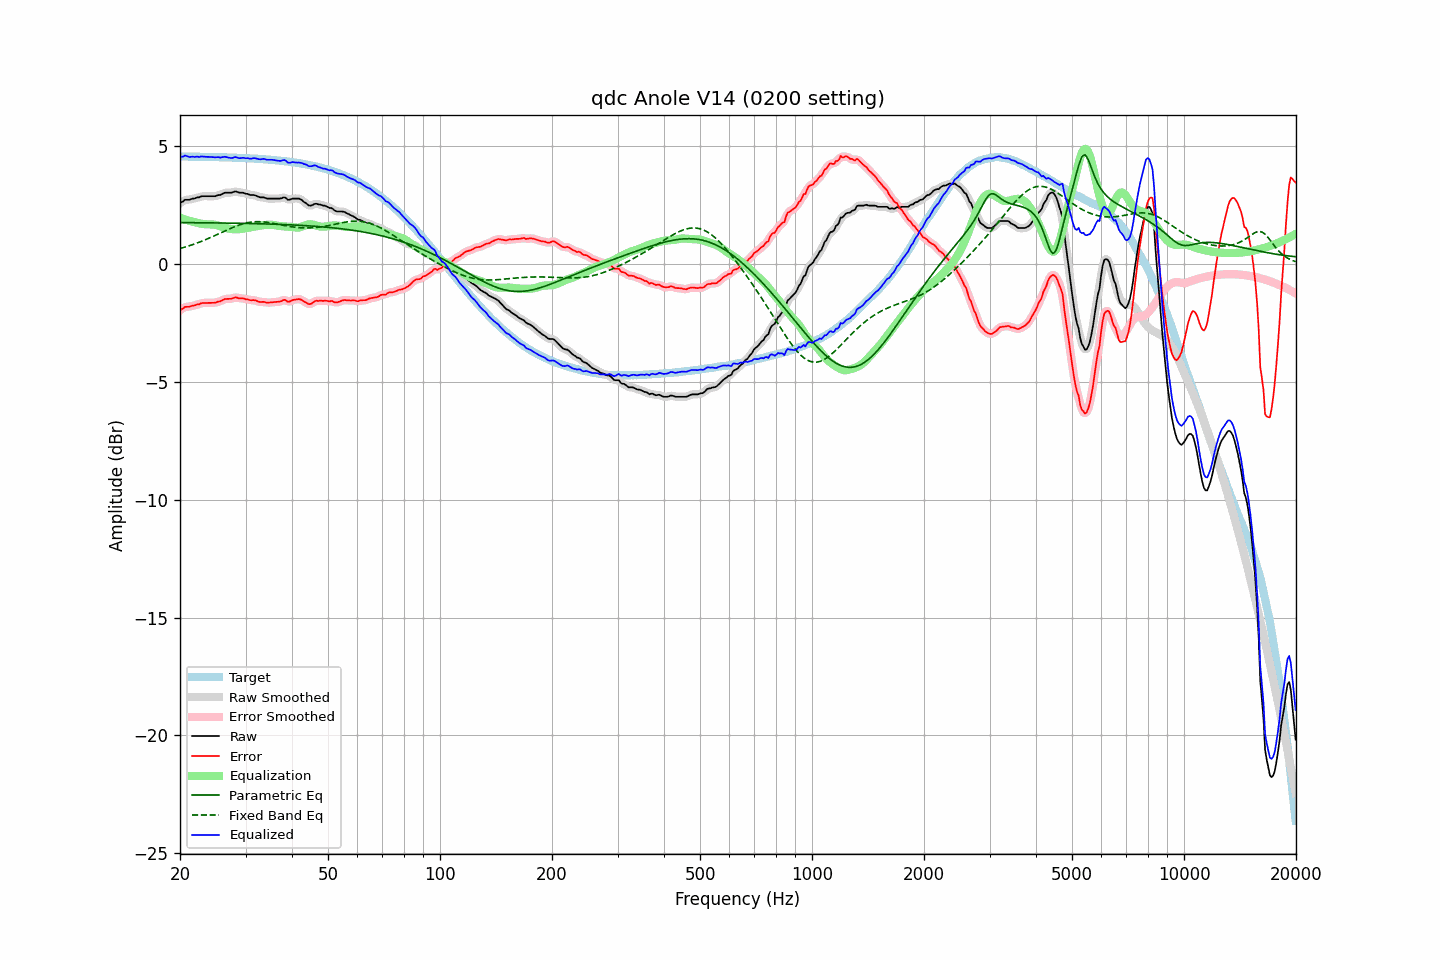 qdc Anole V14 (0200 setting)
5
0
−5
−10
−15
−20
−25
Amplitude (dBr)
Target
Raw Smoothed
Error Smoothed
Raw
Error
Equalization
Parametric Eq
Fixed Band Eq
Equalized
20 50 100 200 500 1000 2000 5000 10000 20000
Frequency (Hz)